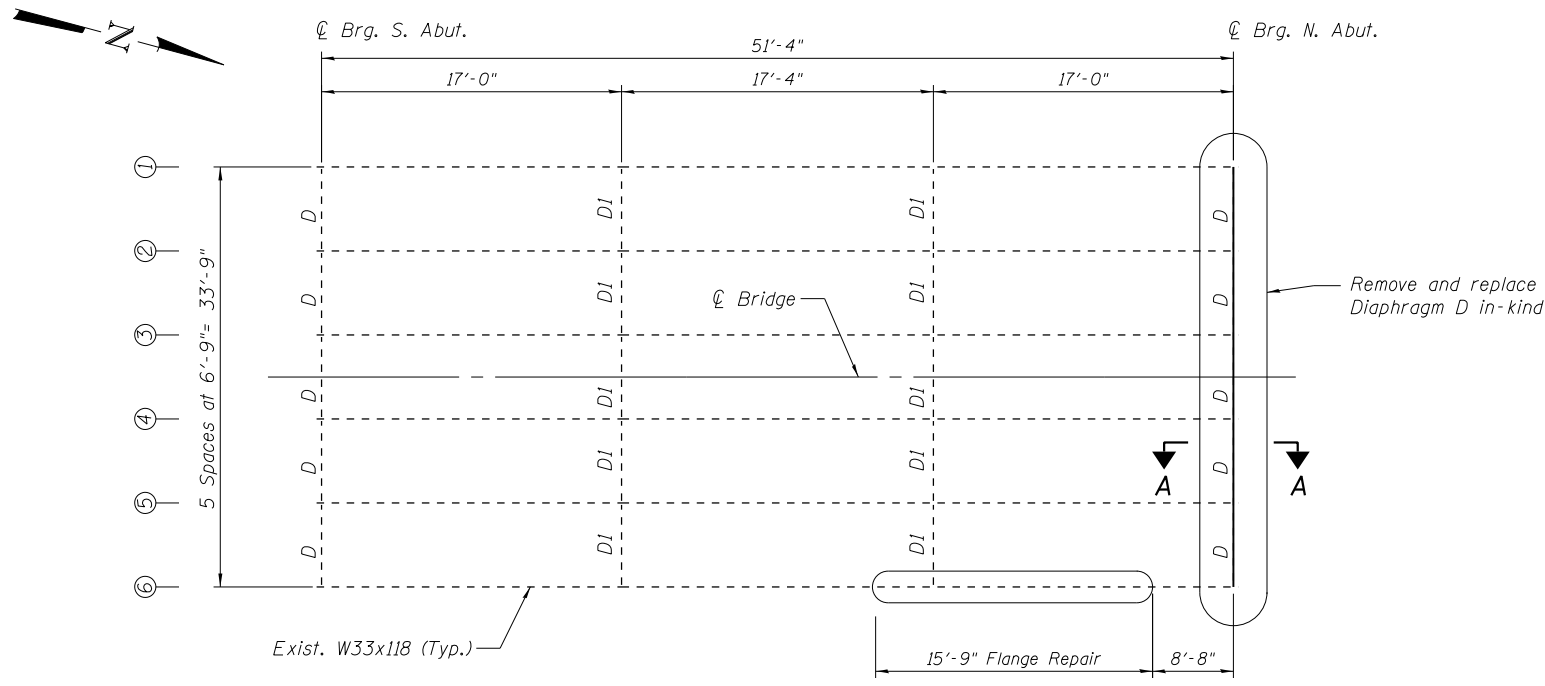 N
℄ Brg. S. Abut.
℄ Brg. N. Abut.
51'-4"
17'-0"
17'-4"
17'-0"
1
2
3
4
5
6
5 Spaces at 6'-9"= 33'-9"
D
D1
D1
D
D
D1
D1
D
℄ Bridge
Remove and replace
Diaphragm D in-kind
D
D1
D1
D
D
D1
D1
D
A
A
D
D1
D1
D
Exist. W33x118 (Typ.)
15'-9" Flange Repair
8'-8"